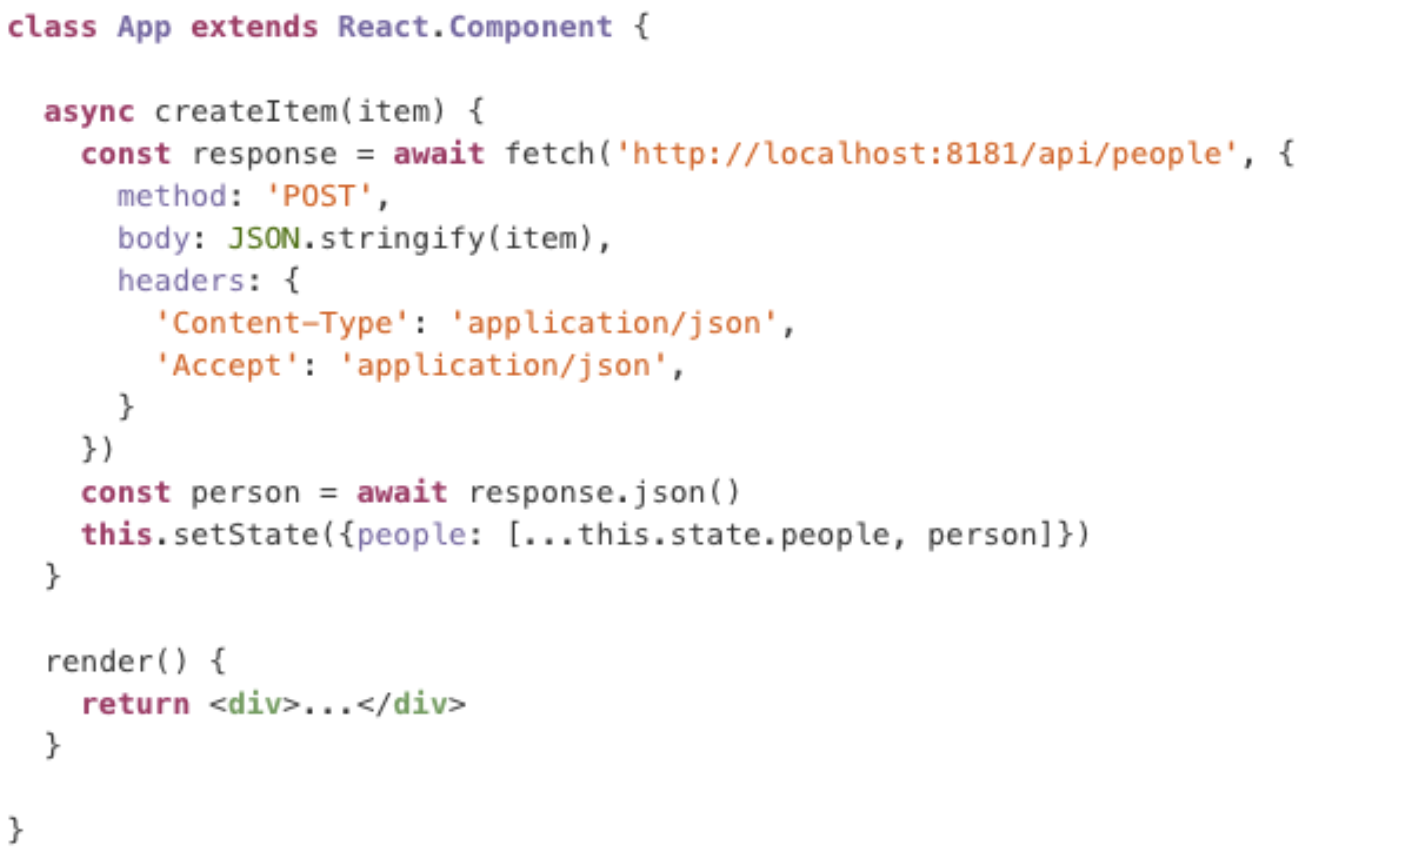 class App extends React.Component {
async createItem(item) {
const response = await fetch('http://localhost:8181/api/people', {
method: 'POST',
body: JSON.stringify(item),
headers: {
'Content-Type': 'application/json',
'Accept': 'application/json',
}
})
const person = await response.json()
this.setState({people: [...this.state.people, person]})
}
render() {
return <div>...</div>
}
}